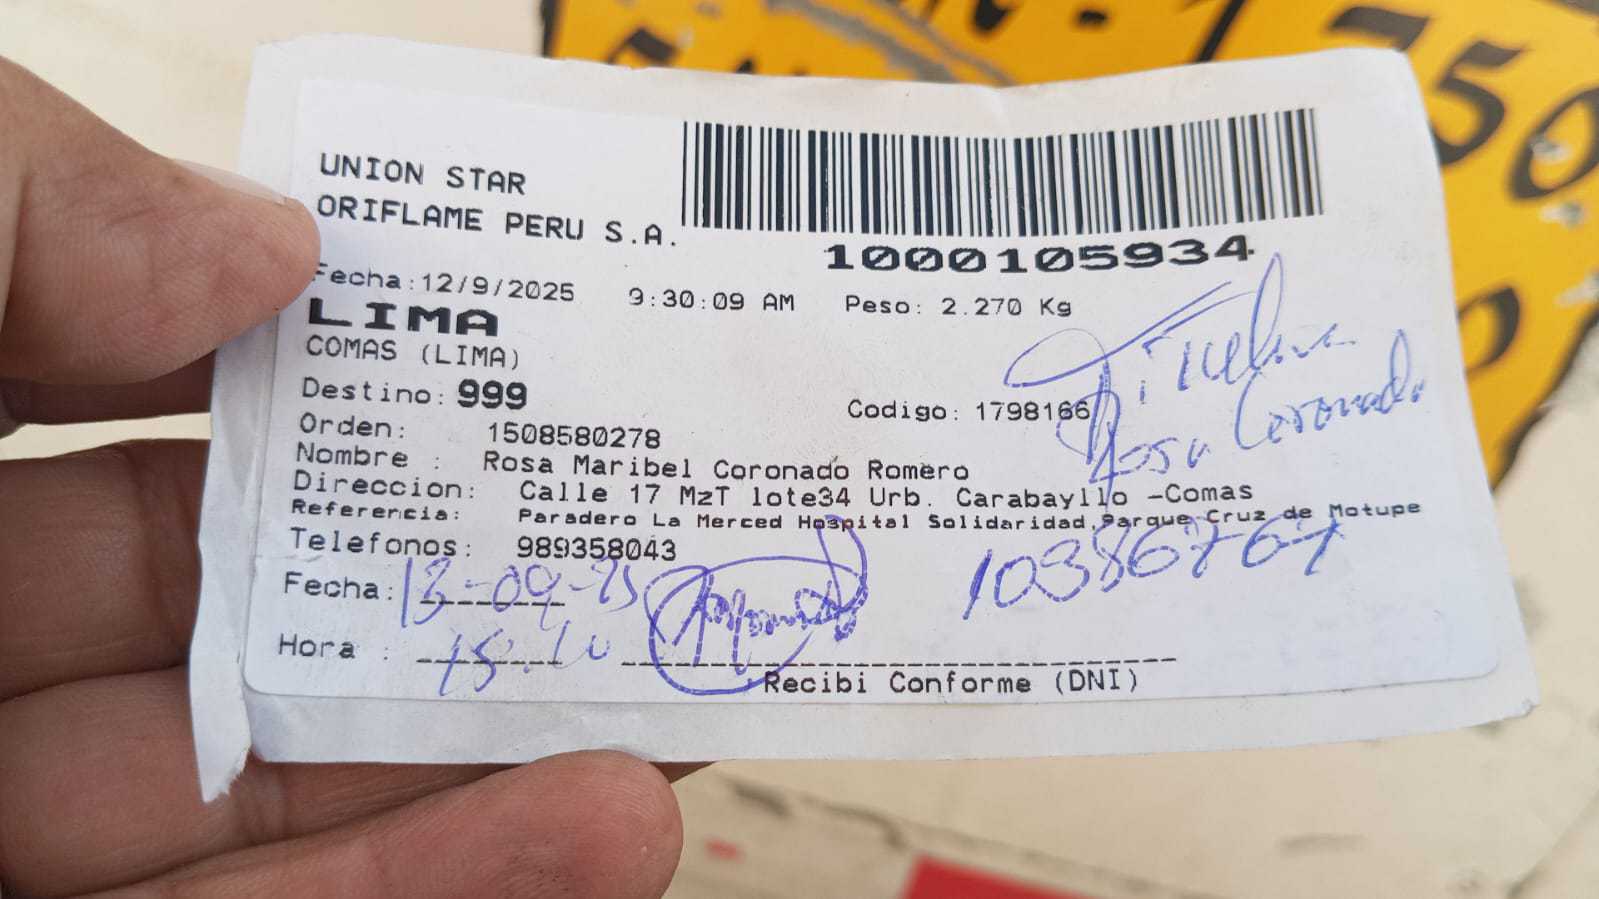 UNION STAR
ORIFLAME PERU S.A.
1000105934
Fecha:12/9/2025 9:30:09 AM Peso: 2.270 Kg
LIMA
COMAS (LIMA)
Destino: 999
Codigo: 1798166
Orden: 1508580278
Nombre : Rosa Maribel Coronado Romero
Direccion: Calle 17 MzT lote34 Urb. Carabayllo -Comas
Referencia: Paradero La Merced Hospital Solidaridad,Parque Cruz de Motupe
Telefonos: 989358043
Rosa Coronado
10386767
Fecha: 13-09-25
Hora : 15:10
Recibi Conforme (DNI)
750